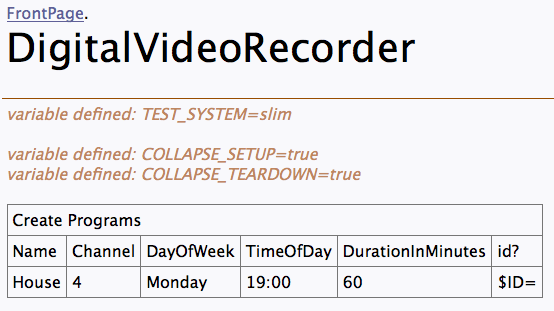 FrontPage.
DigitalVideoRecorder
variable defined: TEST_SYSTEM=slim
variable defined: COLLAPSE_SETUP=true
variable defined: COLLAPSE_TEARDOWN=true
Create Programs
Name Channel DayOfWeek TimeOfDay DurationInMinutes id?
House 4 Monday 19:00 60 $ID=